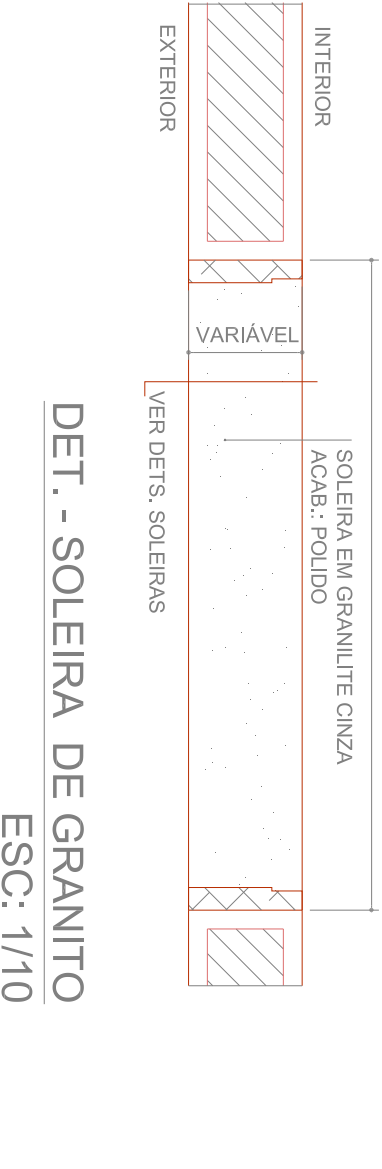 INTERIOR
EXTERIOR
VARIÁVEL
SOLEIRA EM GRANILITE CINZA
ACAB.: POLIDO
VER DETS. SOLEIRAS
DET. - SOLEIRA DE GRANITO
ESC: 1/10